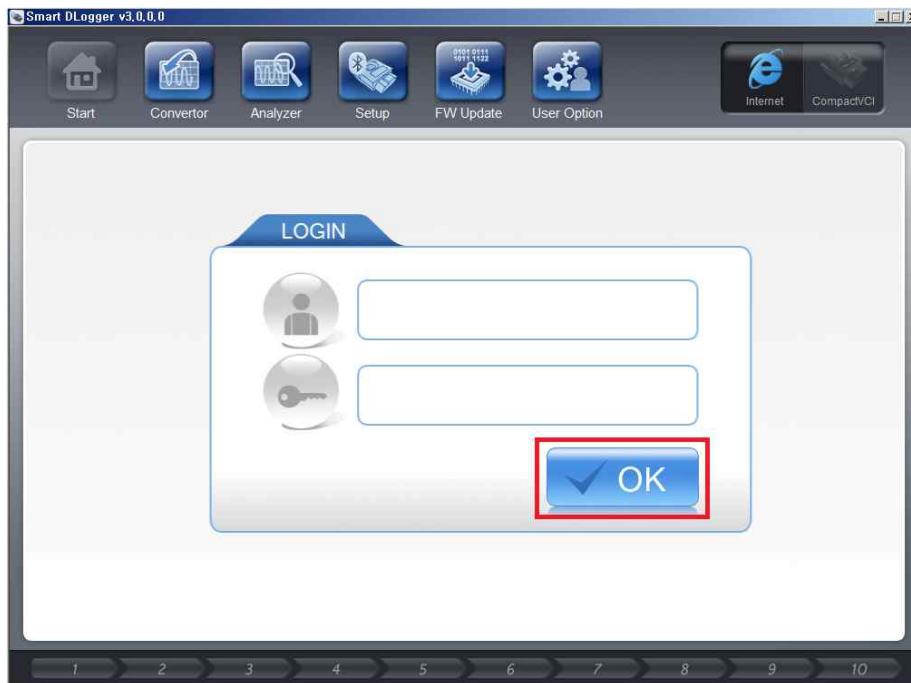 Smart DLogger v3,0,0,0
Start Convertor Analyzer Setup FW Update User Option Internet CompactVCI
0101 0111
1011 1122
LOGIN
OK
1 2 3 4 5 6 7 8 9 10